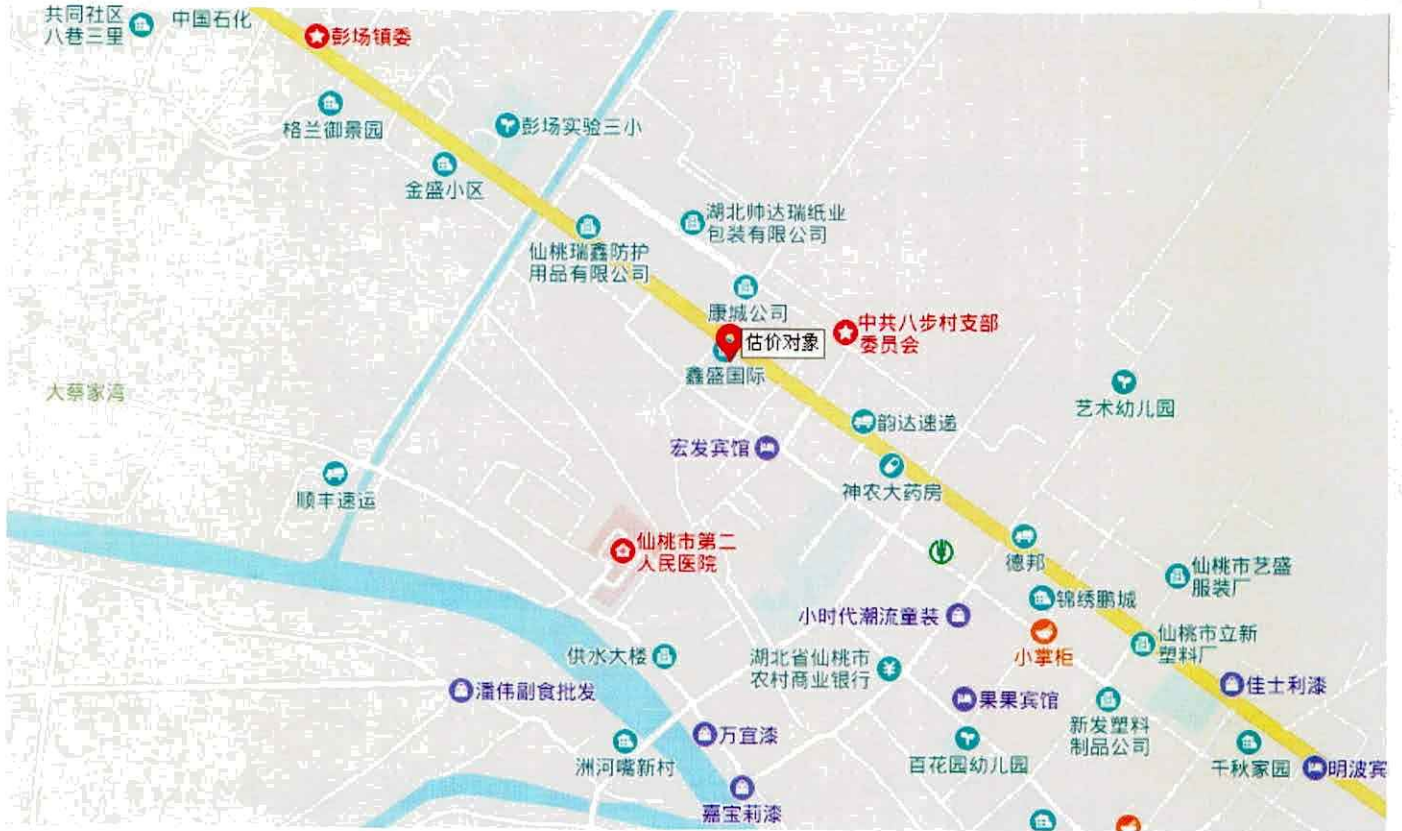 共同社区
八巷三里
中国石化
彭场镇委
格兰御景园
彭场实验三小
金盛小区
湖北帅达瑞纸业
包装有限公司
仙桃瑞鑫防护
用品有限公司
康城公司
中共八步村支部
委员会
估价对象
鑫盛国际
大蔡家湾
艺术幼儿园
韵达速递
宏发宾馆
神农大药房
顺丰速运
仙桃市第二
人民医院
德邦
仙桃市艺盛
服装厂
锦绣鹏城
小时代潮流童装
仙桃市立新
塑料厂
小掌柜
供水大楼
湖北省仙桃市
农村商业银行
潘伟副食批发
佳士利漆
果果宾馆
新发塑料
制品公司
万宜漆
洲河嘴新村
百花园幼儿园
千秋家园
明波宾
嘉宝莉漆